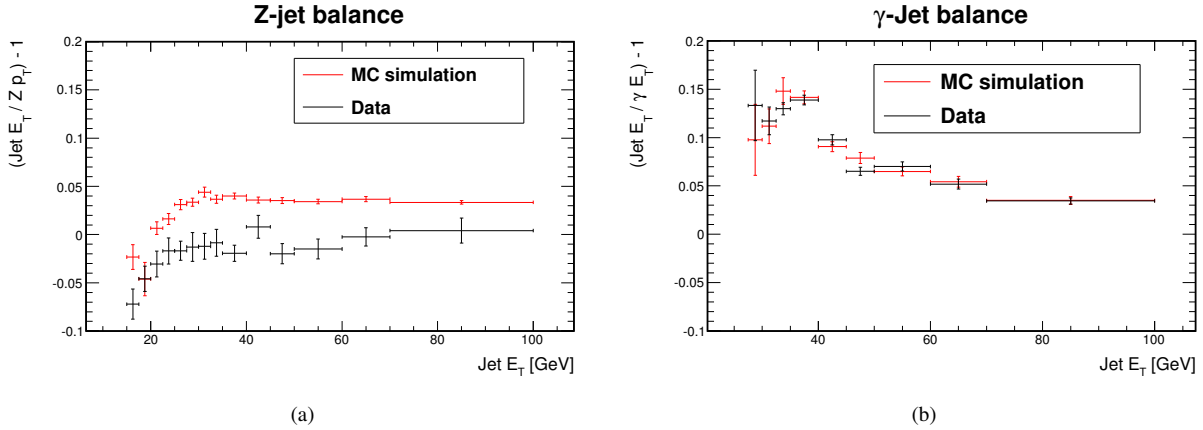 Z-jet balance
(Jet E_T / Z p_T) - 1
0.2
0.15
0.1
0.05
0
-0.05
-0.1
MC simulation
Data
20 40 60 80 100
Jet E_T [GeV]
(a)
γ-Jet balance
(Jet E_T / γ E_T) - 1
0.2
0.15
0.1
0.05
0
-0.05
-0.1
MC simulation
Data
40 60 80 100
Jet E_T [GeV]
(b)